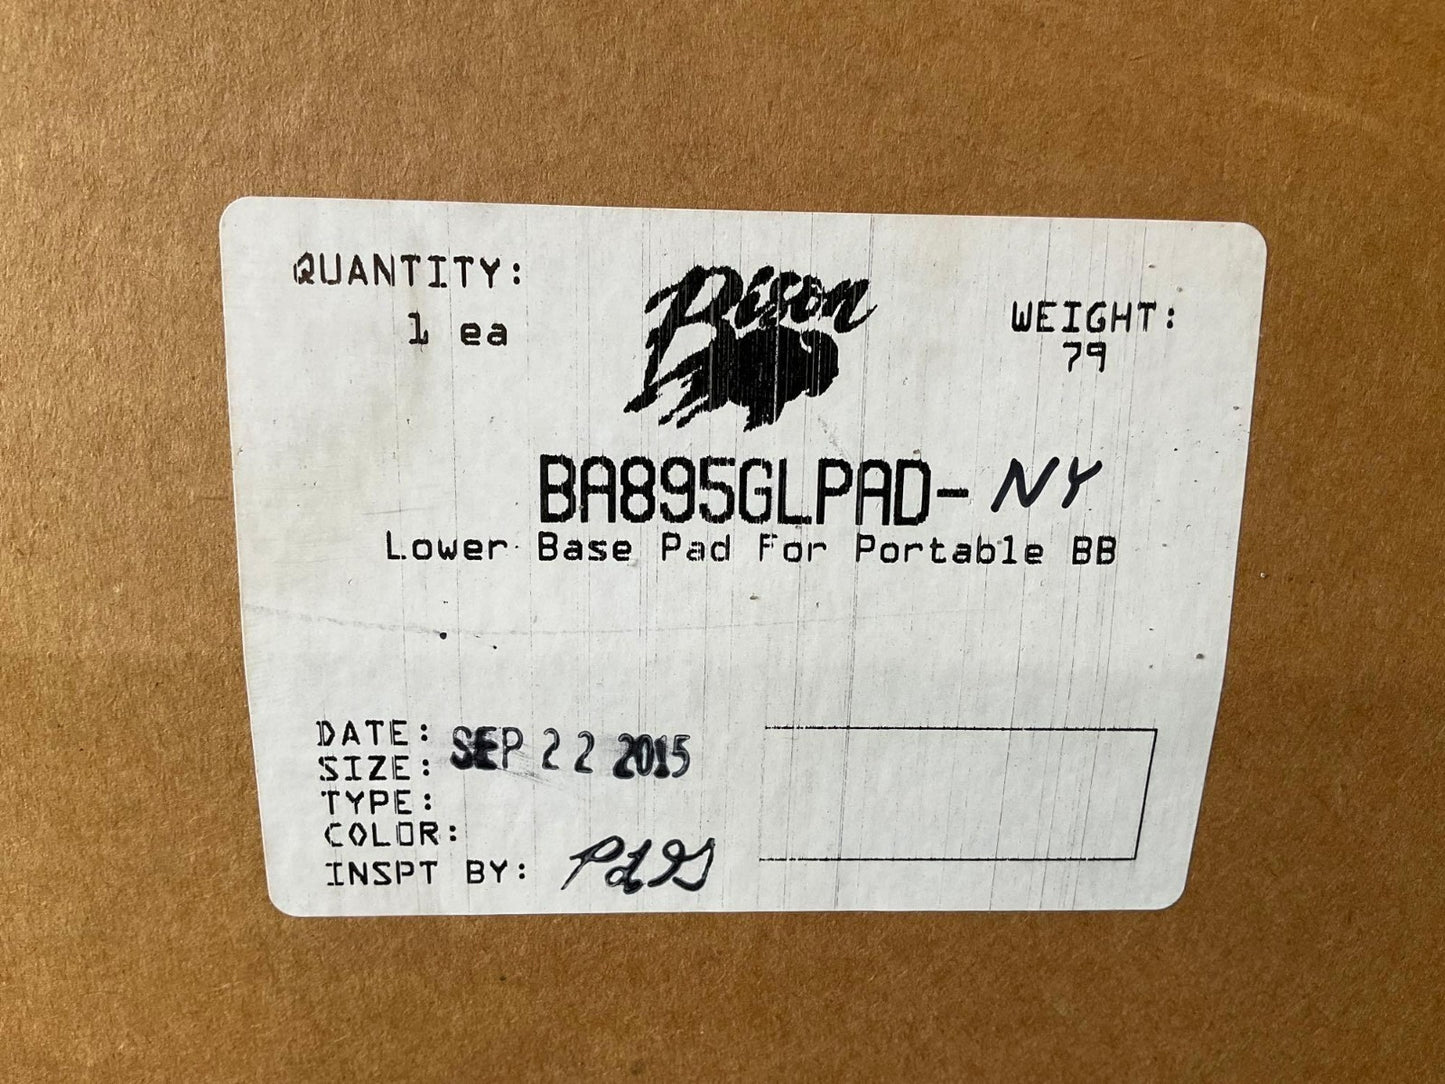 QUANTITY:
1 ea
Bison
WEIGHT:
79
BA895GLPAD-NY
Lower Base Pad For Portable BB
DATE: SEP 22 2015
SIZE:
TYPE:
COLOR:
INSPT BY: